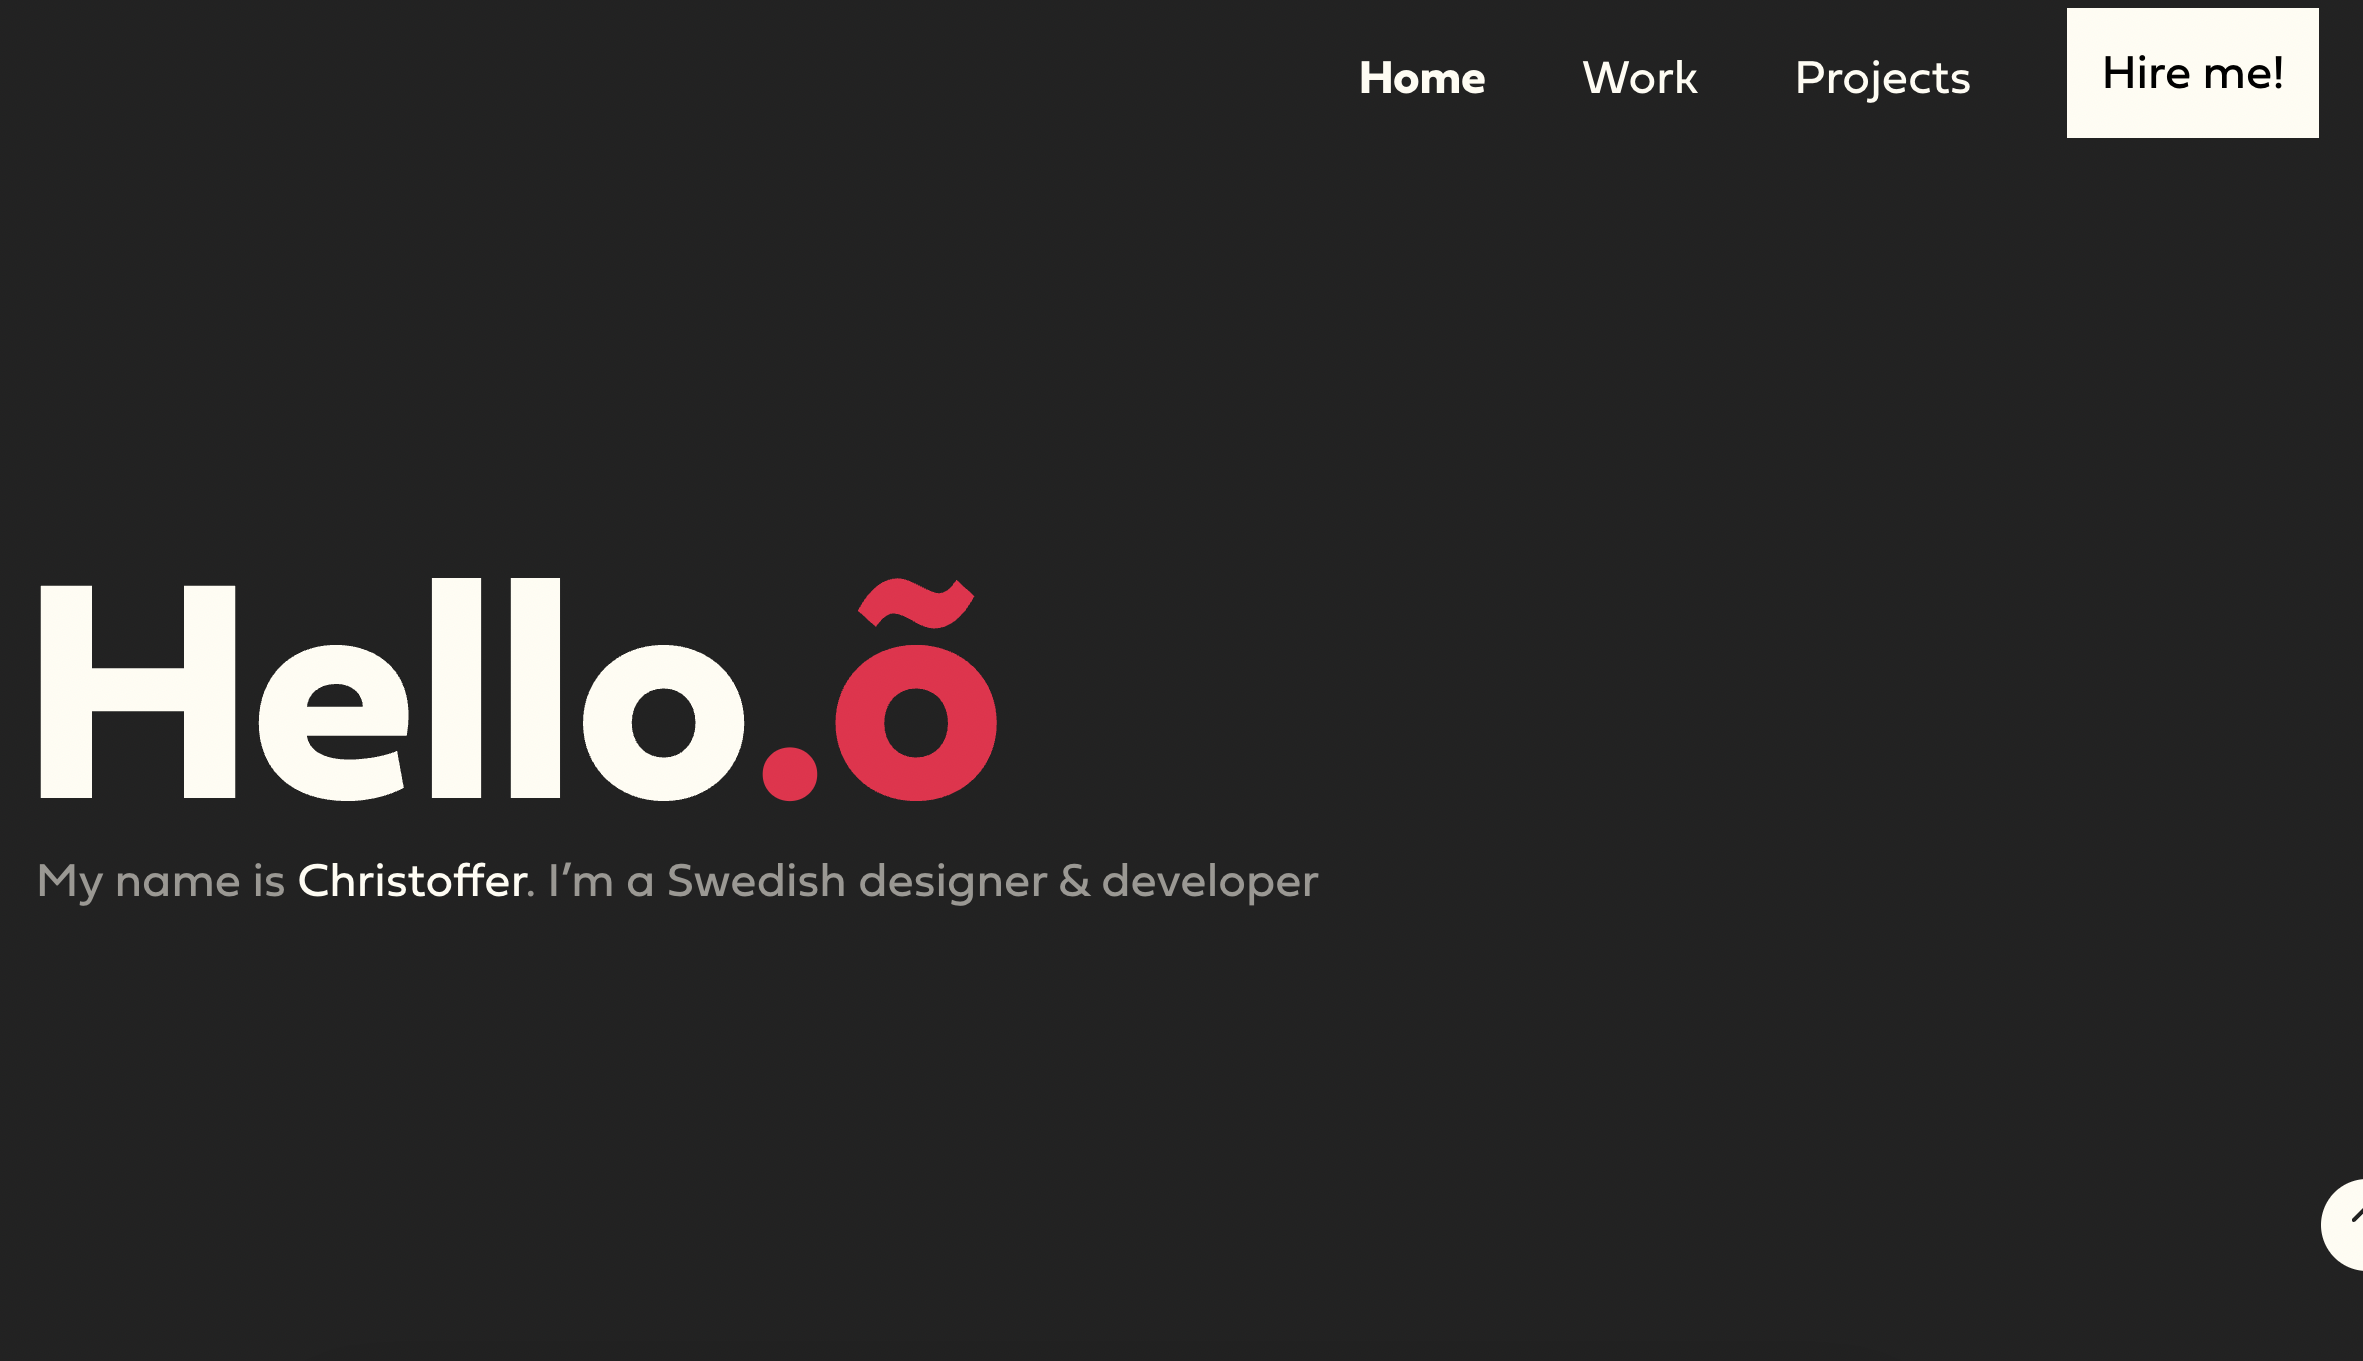 Home Work Projects Hire me!
Hello.õ
My name is Christoffer. I’m a Swedish designer & developer